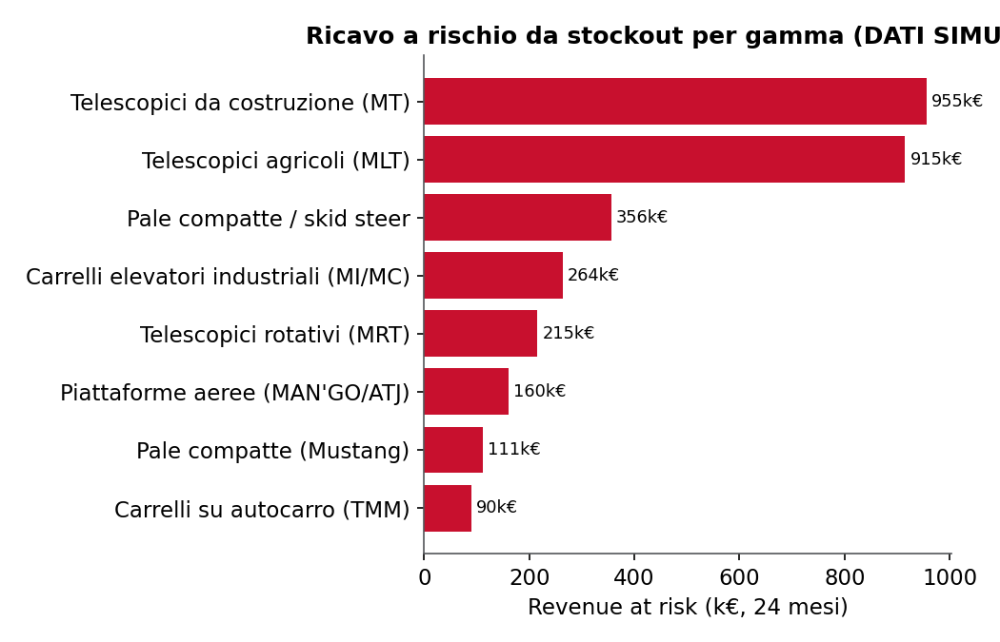 Ricavo a rischio da stockout per gamma (DATI SIMU
Telescopici da costruzione (MT)
955k€
Telescopici agricoli (MLT)
915k€
Pale compatte / skid steer
356k€
Carrelli elevatori industriali (MI/MC)
264k€
Telescopici rotativi (MRT)
215k€
Piattaforme aeree (MAN'GO/ATJ)
160k€
Pale compatte (Mustang)
111k€
Carrelli su autocarro (TMM)
90k€
0 200 400 600 800 1000
Revenue at risk (k€, 24 mesi)